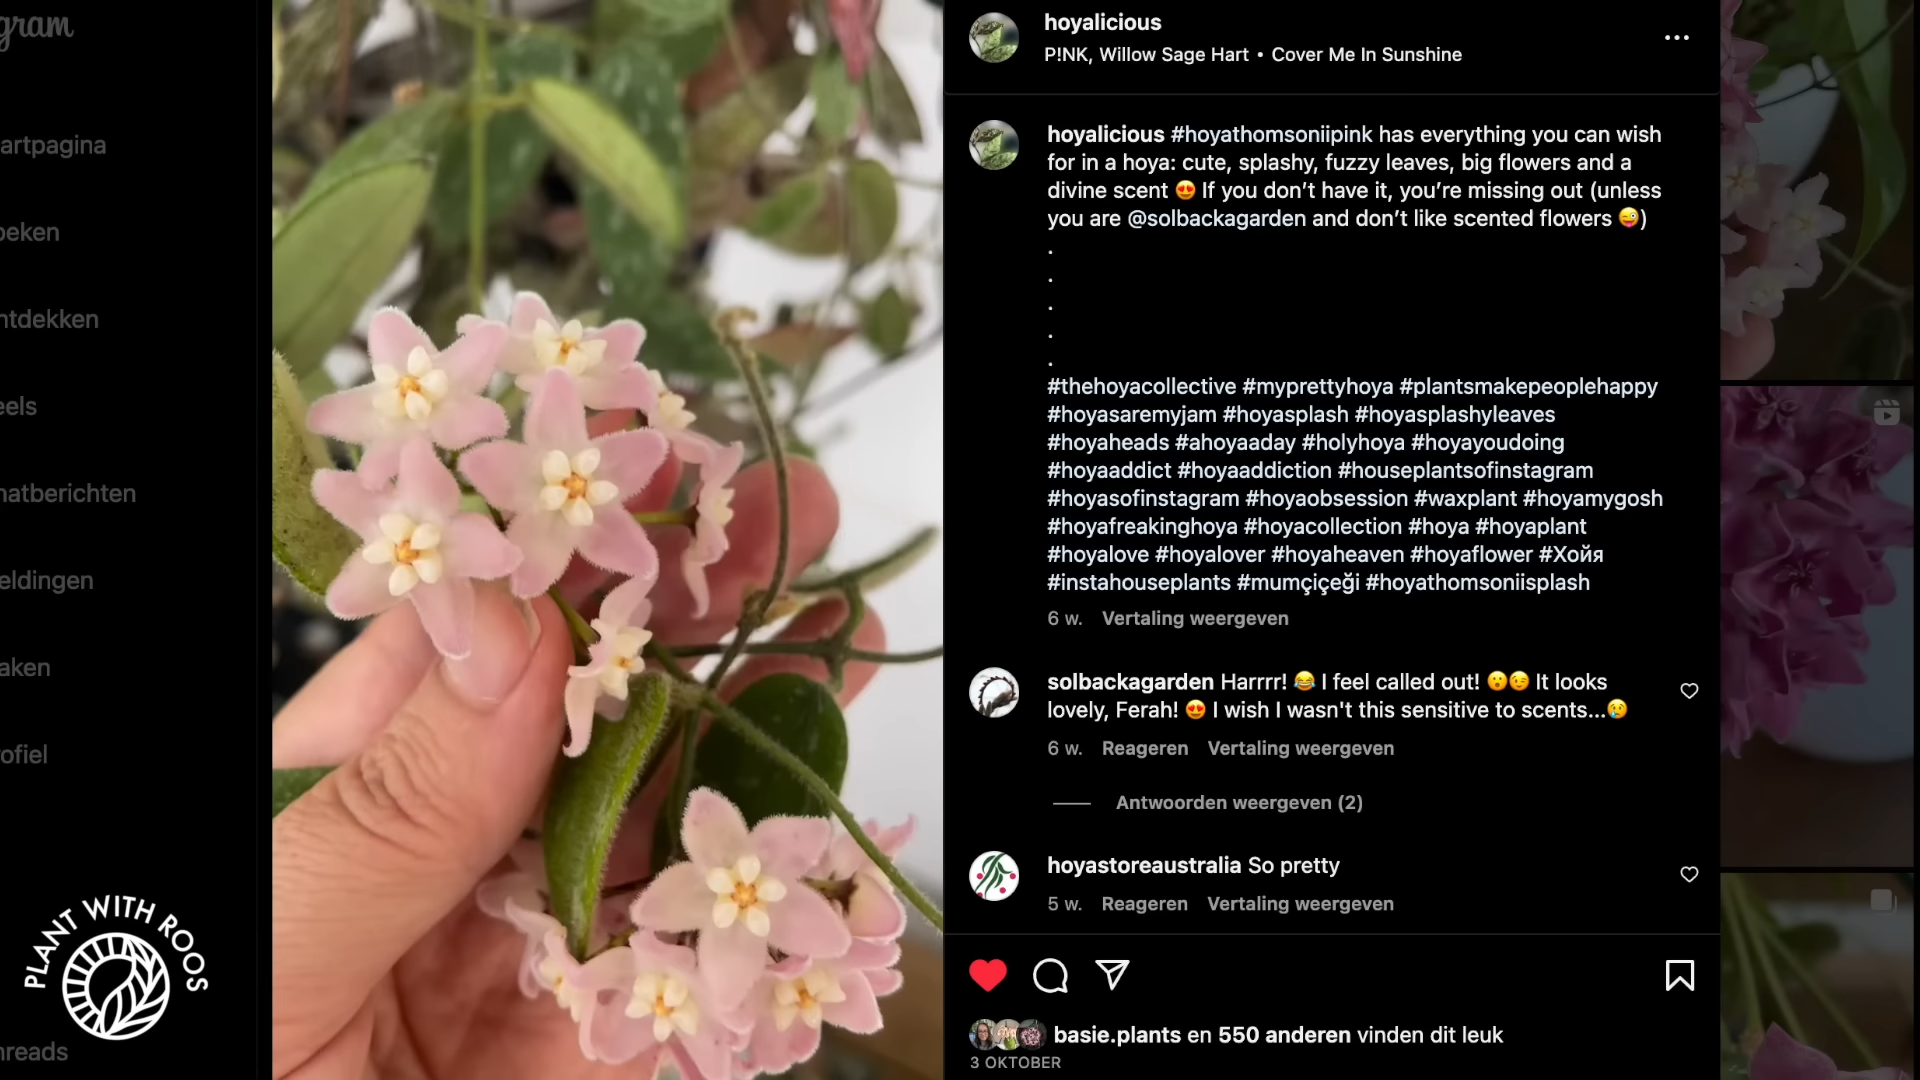 gram
artpagina
oeken
ntdekken
eels
hatberichten
eldingen
aken
ofiel
hreads
PLANT WITH ROOS
hoyalicious
P!NK, Willow Sage Hart • Cover Me In Sunshine
hoyalicious #hoyathomsoniipink has everything you can wish
for in a hoya: cute, splashy, fuzzy leaves, big flowers and a
divine scent 😍 If you don’t have it, you’re missing out (unless
you are @solbackagarden and don’t like scented flowers 😜)
.
.
.
.
.
#thehoyacollective #myprettyhoya #plantsmakepeoplehappy
#hoyasaremyjam #hoyasplash #hoyasplashyleaves
#hoyaheads #ahoyaaday #holyhoya #hoyayoudoing
#hoyaaddict #hoyaaddiction #houseplantsofinstagram
#hoyasofinstagram #hoyaobsession #waxplant #hoyamygosh
#hoyafreakinghoya #hoyacollection #hoya #hoyaplant
#hoyalove #hoyalover #hoyaheaven #hoyaflower #Хойя
#instahouseplants #mumçiçeği #hoyathomsoniisplash
6 w. Vertaling weergeven
solbackagarden Harrrr! 😂 I feel called out! 😮😉 It looks
lovely, Ferah! 😍 I wish I wasn't this sensitive to scents...😢
6 w. Reageren Vertaling weergeven
Antwoorden weergeven (2)
hoyastoreaustralia So pretty
5 w. Reageren Vertaling weergeven
basie.plants en 550 anderen vinden dit leuk
3 OKTOBER